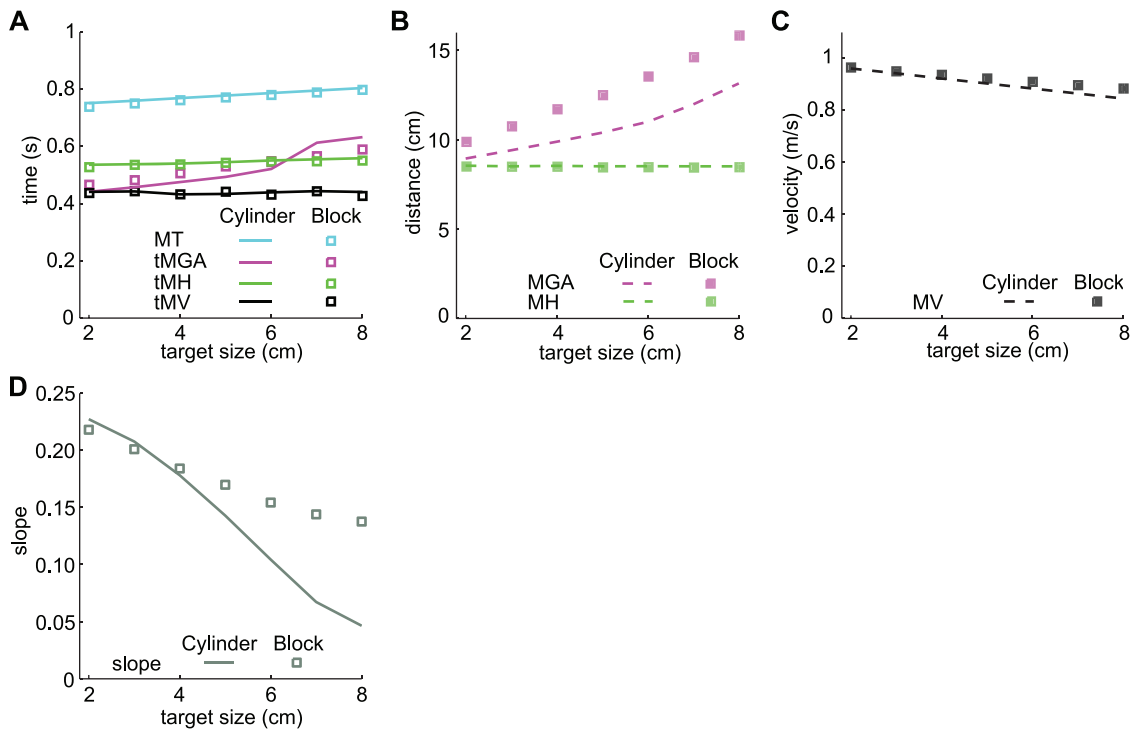 A
1
0.8
0.6
0.4
0.2
0
time (s)
Cylinder Block
MT
tMGA
tMH
tMV
2 4 6 8
target size (cm)
B
15
10
5
0
distance (cm)
Cylinder Block
MGA
MH
2 4 6 8
target size (cm)
C
1
0.8
0.6
0.4
0.2
0
velocity (m/s)
Cylinder Block
MV
2 4 6 8
target size (cm)
D
0.25
0.20
0.15
0.10
0.05
0
slope
Cylinder Block
slope
2 4 6 8
target size (cm)